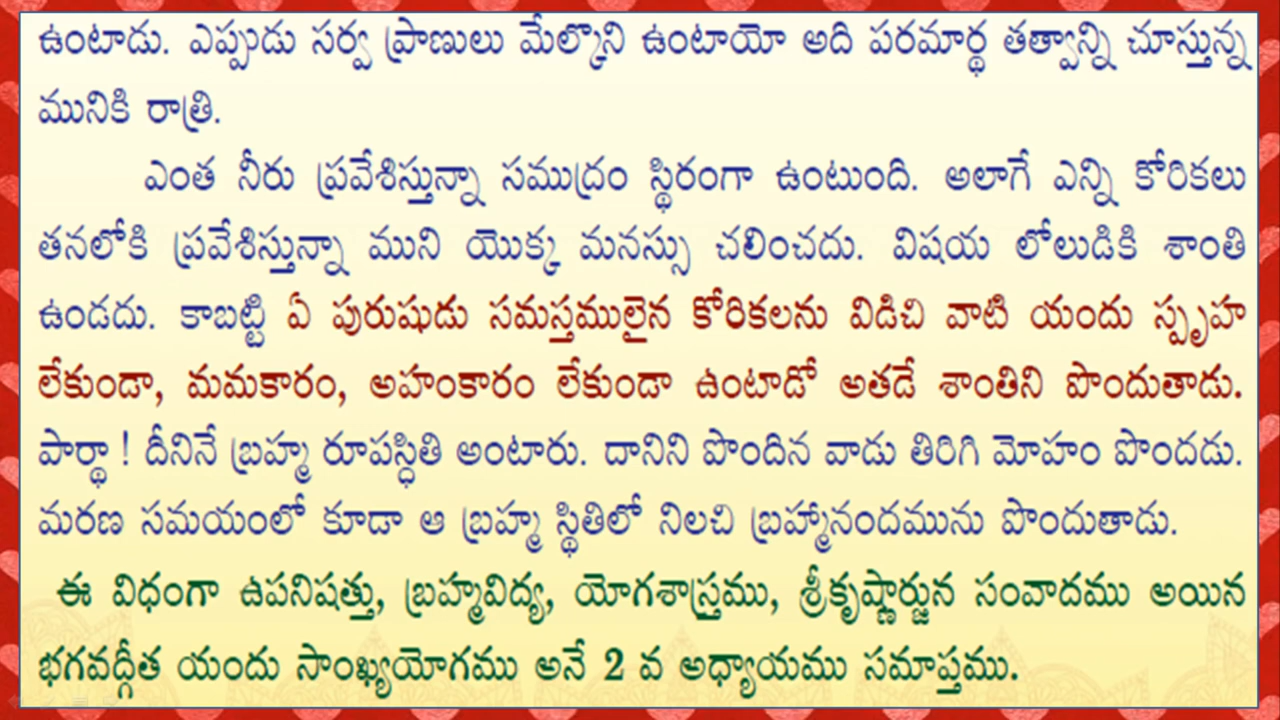 ఉంటాడు. ఎప్పుడు సర్వ ప్రాణులు మేల్కొని ఉంటాయో అది పరమార్థ తత్వాన్ని చూస్తున్న
మునికి రాత్రి.
ఎంత నీరు ప్రవేశిస్తున్నా సముద్రం స్థిరంగా ఉంటుంది. అలాగే ఎన్ని కోరికలు
తనలోకి ప్రవేశిస్తున్నా ముని యొక్క మనస్సు చలించదు. విషయ లోలుడికి శాంతి
ఉండదు. కాబట్టి ఏ పురుషుడు సమస్తములైన కోరికలను విడిచి వాటి యందు స్పృహ
లేకుండా, మమకారం, అహంకారం లేకుండా ఉంటాడో అతడే శాంతిని పొందుతాడు.
పార్థా ! దీనినే బ్రహ్మ రూపస్థితి అంటారు. దానిని పొందిన వాడు తిరిగి మోహం పొందడు.
మరణ సమయంలో కూడా ఆ బ్రహ్మ స్థితిలో నిలచి బ్రహ్మానందమును పొందుతాడు.
ఈ విధంగా ఉపనిషత్తు, బ్రహ్మవిద్య, యోగశాస్త్రము, శ్రీకృష్ణార్జున సంవాదము అయిన
భగవద్గీత యందు సాంఖ్యయోగము అనే 2 వ అధ్యాయము సమాప్తము.